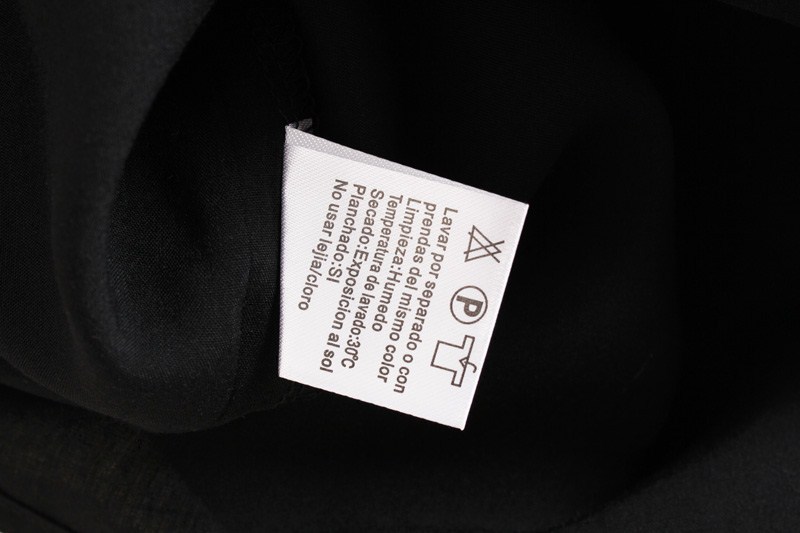 P
Lavar por separado o con
prendas del mismo color
Limpieza:Humedo
Temperatura de lavado:30ºC
Secado:Exposicion al sol
Planchado:SI
No usar lejia/cloro